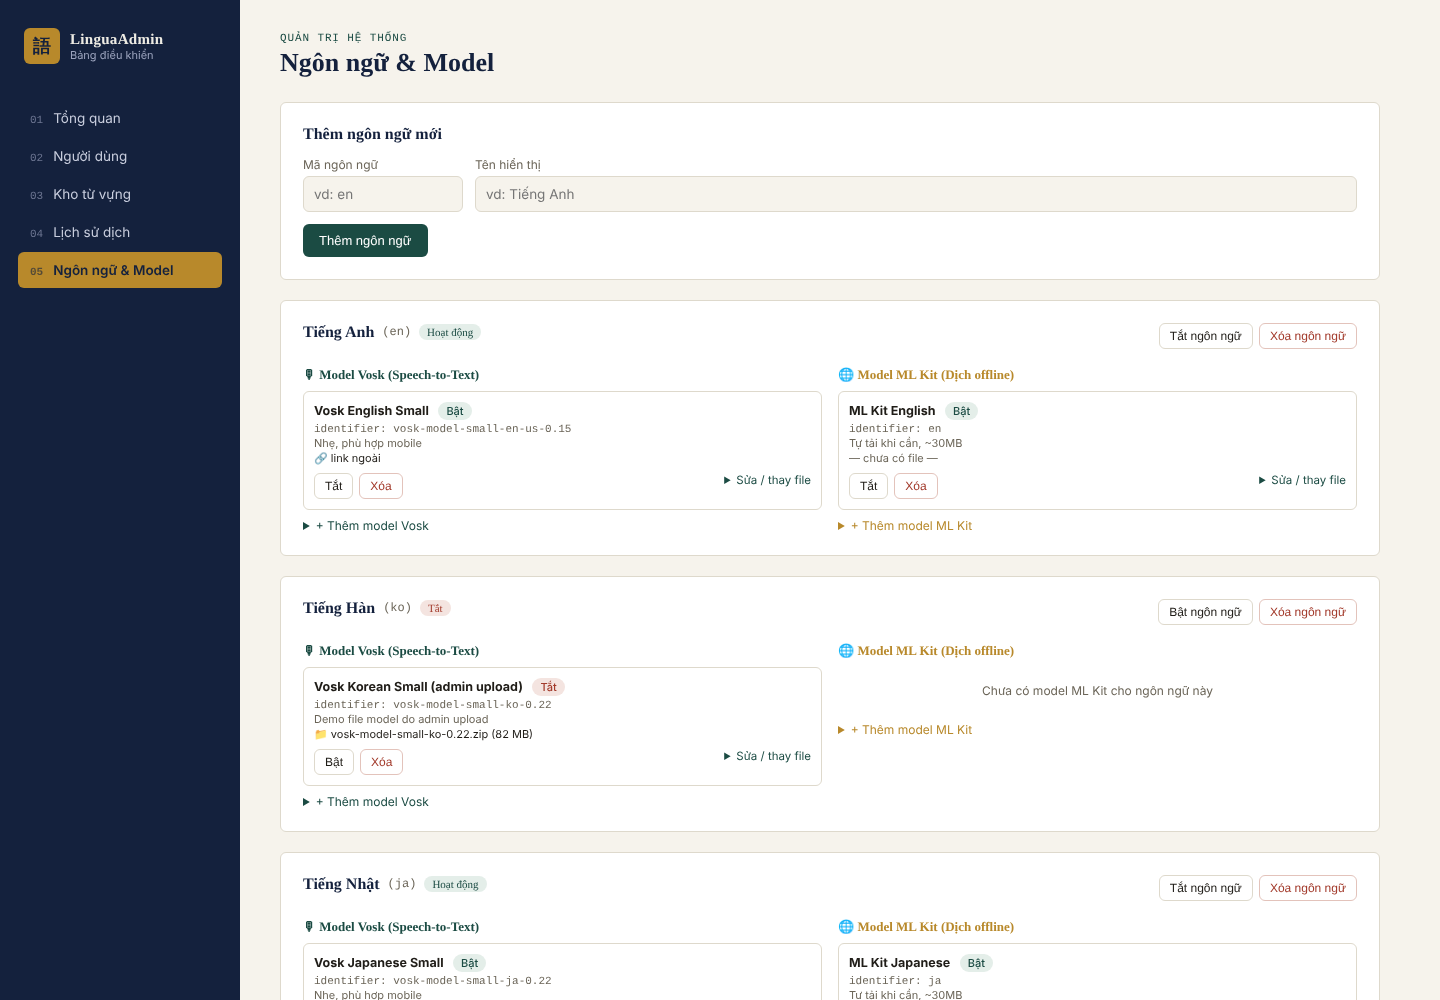 語
LinguaAdmin
Bảng điều khiển
01 Tổng quan
02 Người dùng
03 Kho từ vựng
04 Lịch sử dịch
05 Ngôn ngữ & Model
QUẢN TRỊ HỆ THỐNG
Ngôn ngữ & Model
Thêm ngôn ngữ mới
Mã ngôn ngữ
Tên hiển thị
vd: en
vd: Tiếng Anh
Thêm ngôn ngữ
Tiếng Anh (en) Hoạt động
Tắt ngôn ngữ
Xóa ngôn ngữ
🎙 Model Vosk (Speech-to-Text)
Vosk English Small Bật
identifier: vosk-model-small-en-us-0.15
Nhẹ, phù hợp mobile
🔗 link ngoài
Tắt
Xóa
▶ Sửa / thay file
▶ + Thêm model Vosk
🌐 Model ML Kit (Dịch offline)
ML Kit English Bật
identifier: en
Tự tải khi cần, ~30MB
— chưa có file —
Tắt
Xóa
▶ Sửa / thay file
▶ + Thêm model ML Kit
Tiếng Hàn (ko) Tắt
Bật ngôn ngữ
Xóa ngôn ngữ
🎙 Model Vosk (Speech-to-Text)
Vosk Korean Small (admin upload) Tắt
identifier: vosk-model-small-ko-0.22
Demo file model do admin upload
📁 vosk-model-small-ko-0.22.zip (82 MB)
Bật
Xóa
▶ Sửa / thay file
▶ + Thêm model Vosk
🌐 Model ML Kit (Dịch offline)
Chưa có model ML Kit cho ngôn ngữ này
▶ + Thêm model ML Kit
Tiếng Nhật (ja) Hoạt động
Tắt ngôn ngữ
Xóa ngôn ngữ
🎙 Model Vosk (Speech-to-Text)
Vosk Japanese Small Bật
identifier: vosk-model-small-ja-0.22
Nhẹ, phù hợp mobile
🌐 Model ML Kit (Dịch offline)
ML Kit Japanese Bật
identifier: ja
Tự tải khi cần, ~30MB